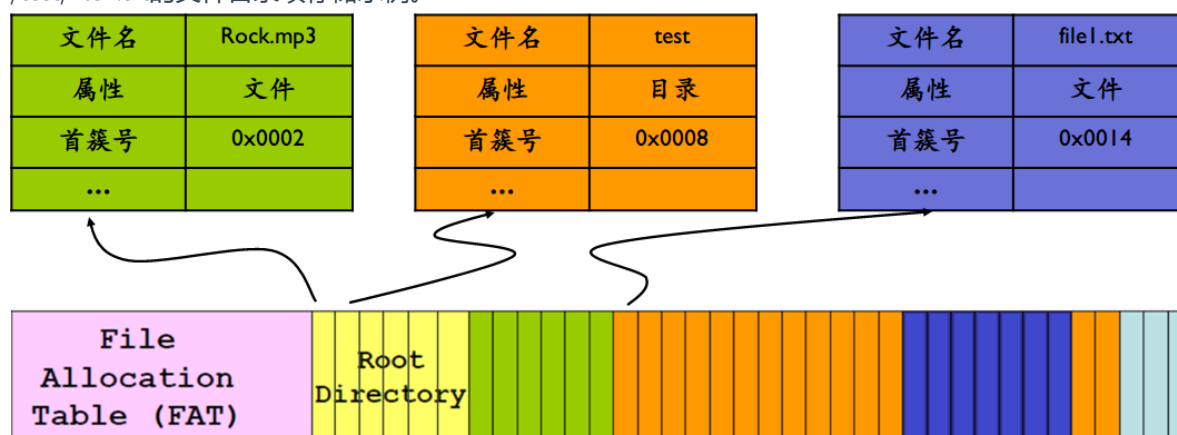 文件名 Rock.mp3
属性 文件
首簇号 0x0002
...
文件名 test
属性 目录
首簇号 0x0008
...
文件名 file1.txt
属性 文件
首簇号 0x0014
...
File
Allocation
Table (FAT)
Root
Directory